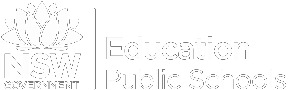 NSW
GOVERNMENT
Education
Public Schools